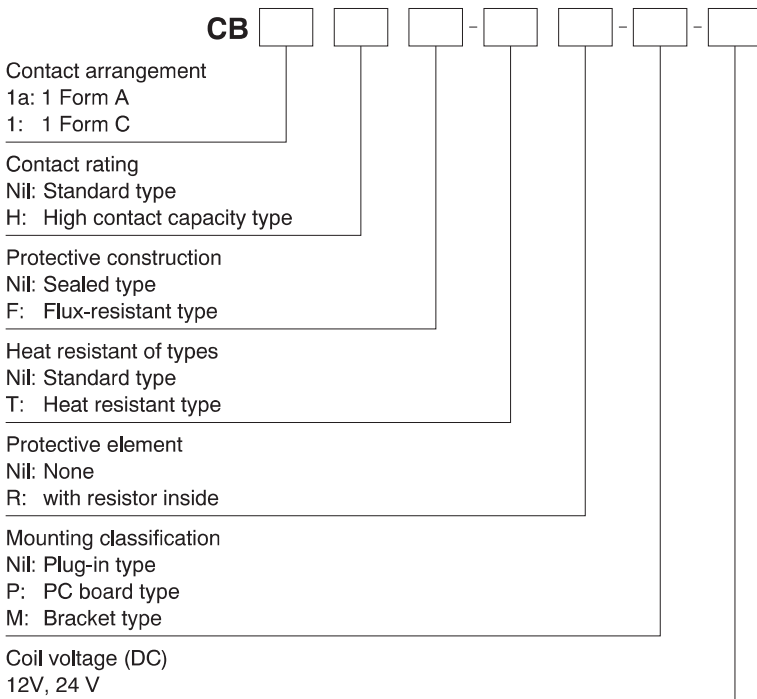 CB - - -
Contact arrangement
1a: 1 Form A
1: 1 Form C
Contact rating
Nil: Standard type
H: High contact capacity type
Protective construction
Nil: Sealed type
F: Flux-resistant type
Heat resistant of types
Nil: Standard type
T: Heat resistant type
Protective element
Nil: None
R: with resistor inside
Mounting classification
Nil: Plug-in type
P: PC board type
M: Bracket type
Coil voltage (DC)
12V, 24 V